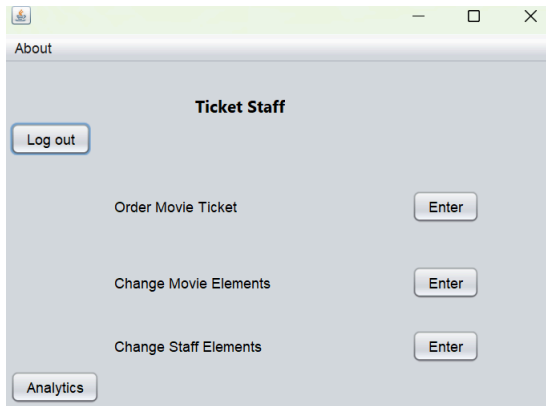 About
Ticket Staff
Log out
Order Movie Ticket Enter
Change Movie Elements Enter
Change Staff Elements Enter
Analytics